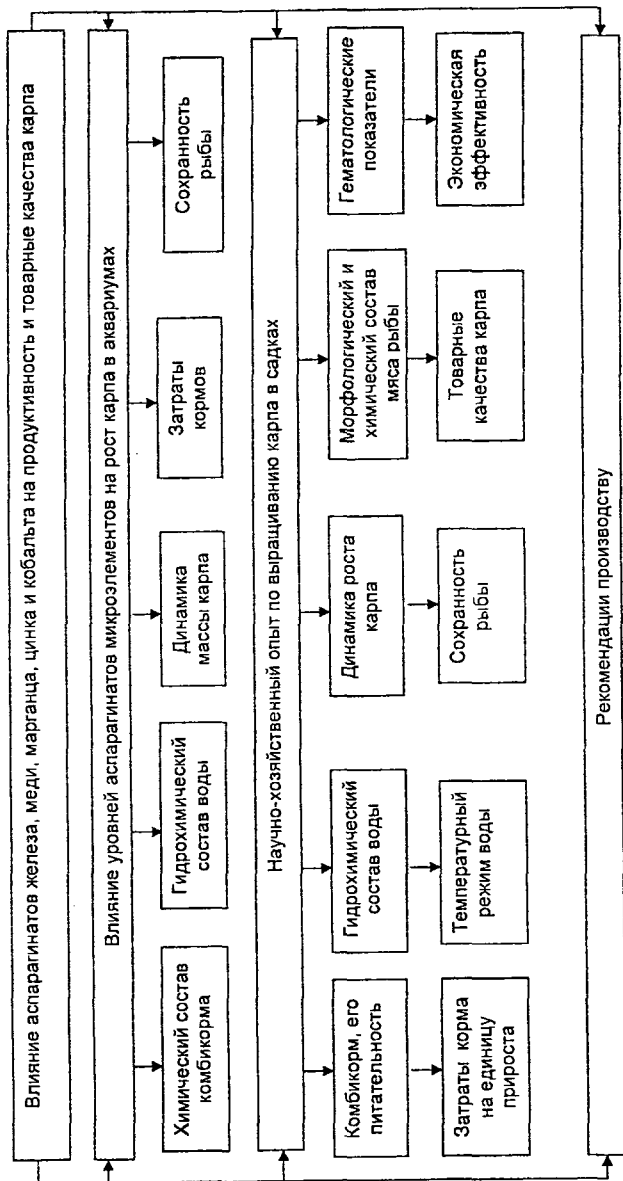 Влияние аспарагинатов железа, меди, марганца, цинка и кобальта на продуктивность и товарные качества карпа
Влияние уровней аспарагинатов микроэлементов на рост карпа в аквариумах
Химический состав
комбикорма
Гидрохимический
состав воды
Динамика
массы карпа
Затраты
кормов
Сохранность
рыбы
Научно-хозяйственный опыт по выращиванию карпа в садках
Комбикорм, его
питательность
Гидрохимический
состав воды
Динамика роста
карпа
Морфологический и
химический состав
мяса рыбы
Гематологические
показатели
Затраты корма
на единицу
прироста
Температурный
режим воды
Сохранность
рыбы
Товарные
качества карпа
Экономическая
эффективность
Рекомендации производству